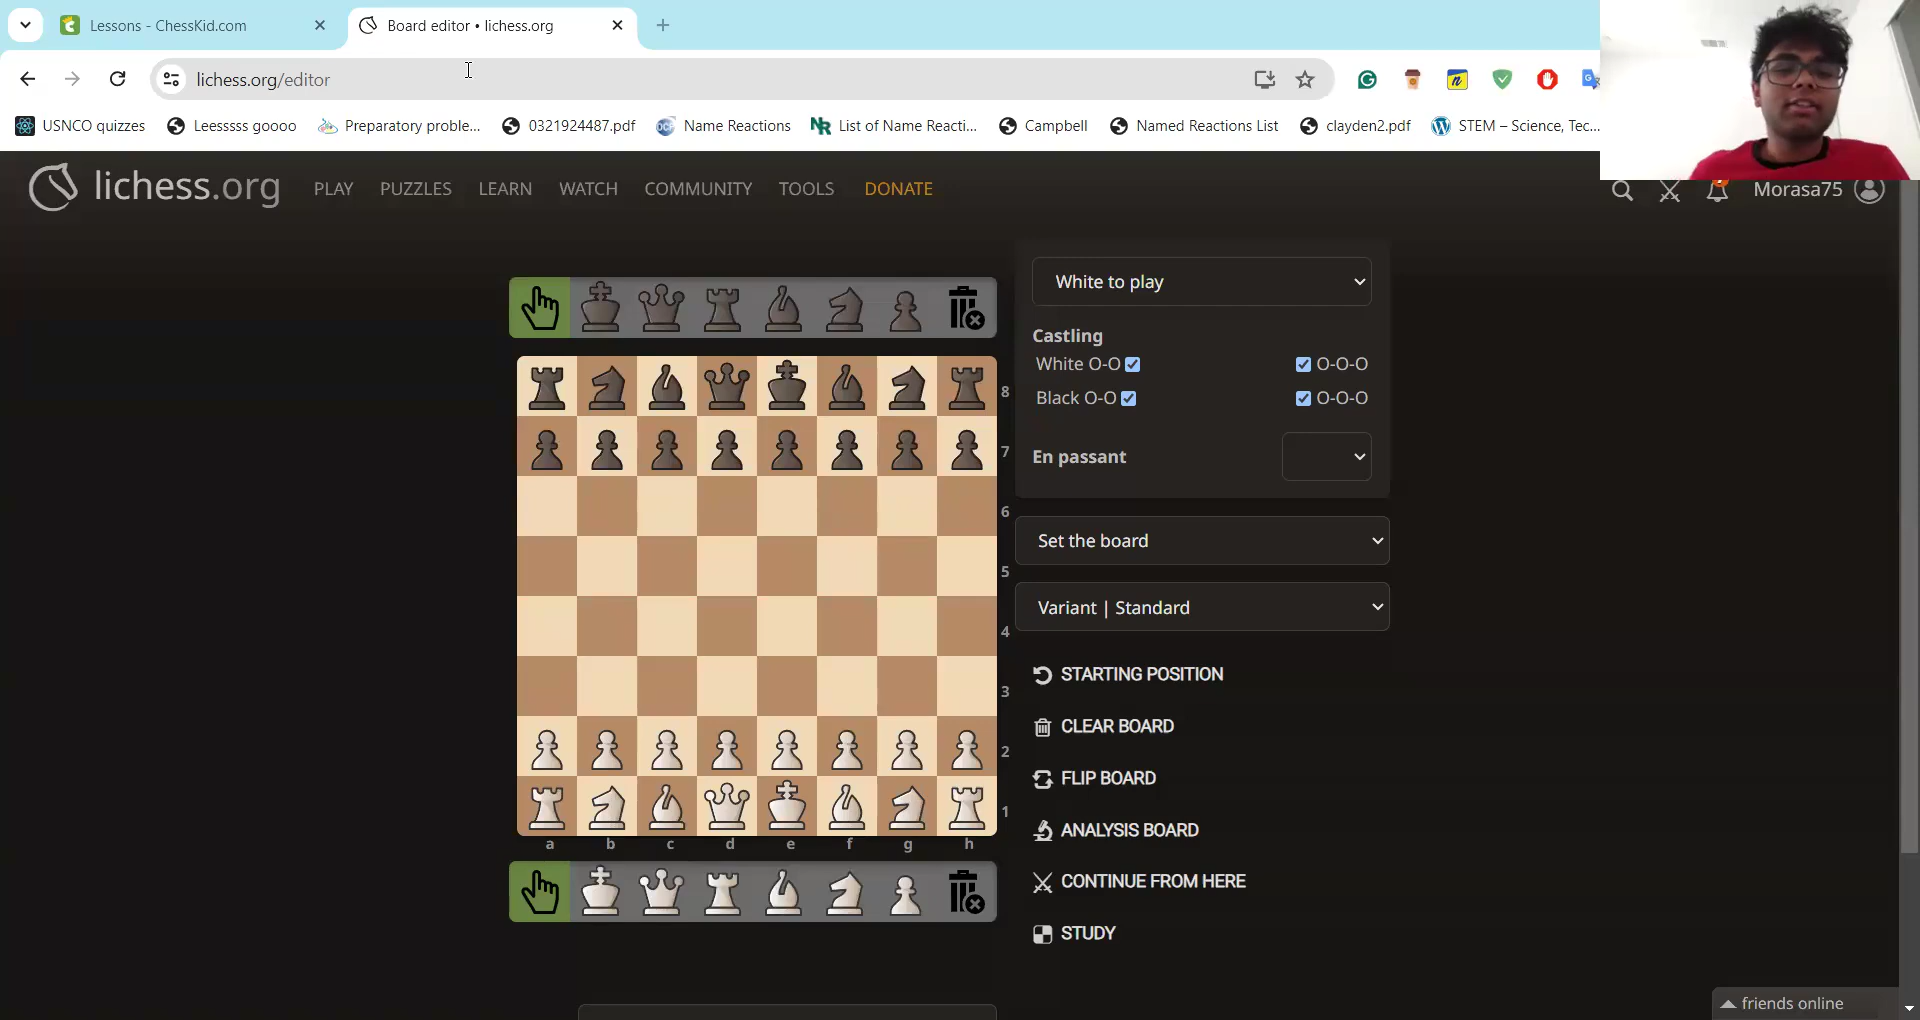 Lessons - ChessKid.com
Board editor • lichess.org
lichess.org/editor
USNCO quizzes
Leesssss goooo
Preparatory proble...
0321924487.pdf
Name Reactions
List of Name Reacti...
Campbell
Named Reactions List
clayden2.pdf
STEM – Science, Tec...
lichess.org
PLAY
PUZZLES
LEARN
WATCH
COMMUNITY
TOOLS
DONATE
Morasa75
White to play
Castling
White O-O
O-O-O
Black O-O
O-O-O
En passant
Set the board
Variant | Standard
STARTING POSITION
CLEAR BOARD
FLIP BOARD
ANALYSIS BOARD
CONTINUE FROM HERE
STUDY
8
7
6
5
4
3
2
1
a b c d e f g h
friends online